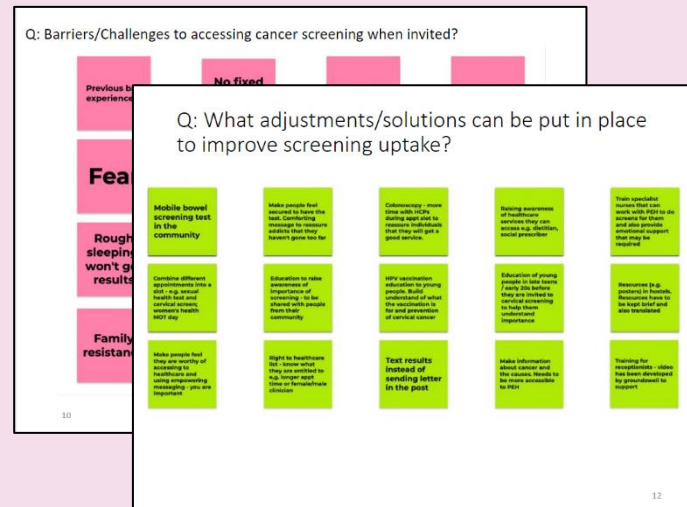 Q: Barriers/Challenges to accessing cancer screening when invited?
Previous b
experience
No fixed
Fea
Rough
sleeping
won't g
results
Family
resistan
10
Q: What adjustments/solutions can be put in place
to improve screening uptake?
Mobile bowel
screening test
in the
community
Make people feel
secured to have the
test. Comforting
message to reassure
addicts that they
haven't gone too far
Colonoscopy - more
time with HCPs
during appt slot to
reassure individuals
that they will get a
good service.
Raising awareness
of healthcare
services they can
access e.g. dietitian,
social prescriber
Train specialist
nurses that can
work with PEH to do
screens for them
and also provide
emotional support
that may be
required
Combine different
appointments into a
slot - e.g. sexual
health test and
cervical screen;
women's health
MOT day
Education to raise
awareness of
importance of
screening - to be
shared with people
from their
community
HPV vaccination
education to young
people. Build
understand of what
the vaccination is
for and prevention
of cervical cancer
Education of young
people in late teens
/ early 20s before
they are invited to
cervical screening
to help them
understand
importance
Resources (e.g.
posters) in hostels.
Resources have to
be kept brief and
also translated
Make people feel
they are worthy of
accessing to
healthcare and
using empowering
messaging - you are
important
Right to healthcare
list - know what
they are entitled to
e.g. longer appt
time or female/male
clinician
Text results
instead of
sending letter
in the post
Make information
about cancer and
the causes. Needs to
be more accessible
to PEH
Training for
receptionists - video
has been developed
by groundswell to
support
12